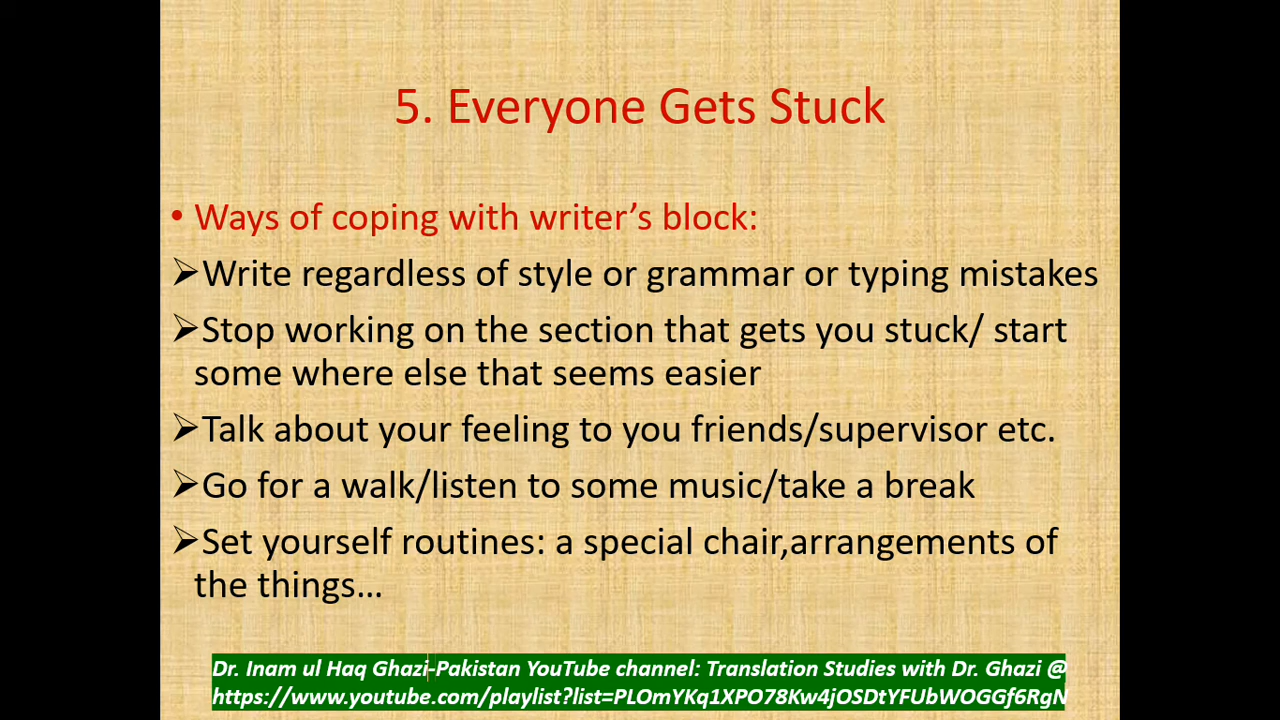 5. Everyone Gets Stuck
• Ways of coping with writer’s block:
➢Write regardless of style or grammar or typing mistakes
➢Stop working on the section that gets you stuck/ start
some where else that seems easier
➢Talk about your feeling to you friends/supervisor etc.
➢Go for a walk/listen to some music/take a break
➢Set yourself routines: a special chair,arrangements of
the things…
Dr. Inam ul Haq Ghazi-Pakistan YouTube channel: Translation Studies with Dr. Ghazi @
https://www.youtube.com/playlist?list=PLOmYKq1XPO78Kw4jOSDtYFUbWOGGf6RgN